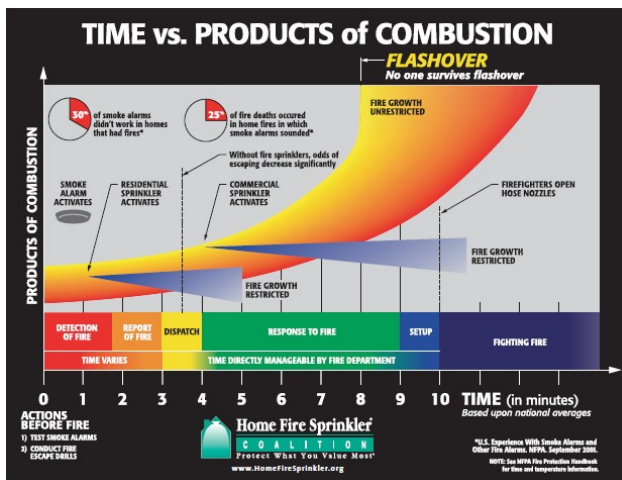 TIME vs. PRODUCTS of COMBUSTION
FLASHOVER
No one survives flashover
PRODUCTS OF COMBUSTION
30%
of smoke alarms
didn't work in homes
that had fires*
25%
of fire deaths occured
in home fires in which
smoke alarms sounded*
FIRE GROWTH
UNRESTRICTED
Without fire sprinklers, odds of
escaping decrease significantly
SMOKE
ALARM
ACTIVATES
RESIDENTIAL
SPRINKLER
ACTIVATES
COMMERCIAL
SPRINKLER
ACTIVATES
FIREFIGHTERS OPEN
HOSE NOZZLES
FIRE GROWTH
RESTRICTED
FIRE GROWTH
RESTRICTED
DETECTION
OF FIRE
REPORT
OF FIRE
DISPATCH
RESPONSE TO FIRE
SETUP
FIGHTING FIRE
TIME VARIES
TIME DIRECTLY MANAGEABLE BY FIRE DEPARTMENT
0 1 2 3 4 5 6 7 8 9 10 TIME (in minutes)
Based upon national averages
ACTIONS
BEFORE FIRE
1) TEST SMOKE ALARMS
2) CONDUCT FIRE
ESCAPE DRILLS
Home Fire Sprinkler®
COALITION
Protect What You Value Most®
www.HomeFireSprinkler.org
*U.S. Experience With Smoke Alarms and
Other Fire Alarms. NFPA. September 2001.
NOTE: See NFPA Fire Protection Handbook
for time and temperature information.